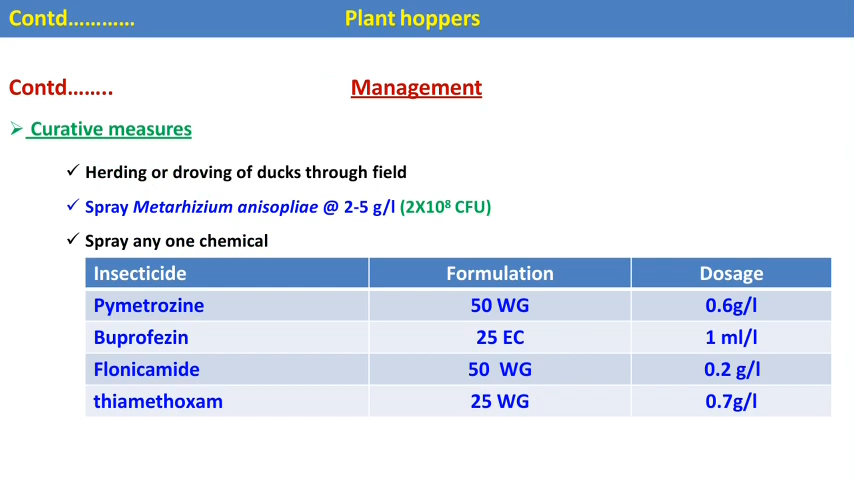 Contd………… Plant hoppers
Contd…….. Management
➢ Curative measures
✓ Herding or droving of ducks through field
✓ Spray Metarhizium anisopliae @ 2-5 g/l (2X10⁸ CFU)
✓ Spray any one chemical
Insecticide Formulation Dosage
Pymetrozine 50 WG 0.6g/l
Buprofezin 25 EC 1 ml/l
Flonicamide 50 WG 0.2 g/l
thiamethoxam 25 WG 0.7g/l